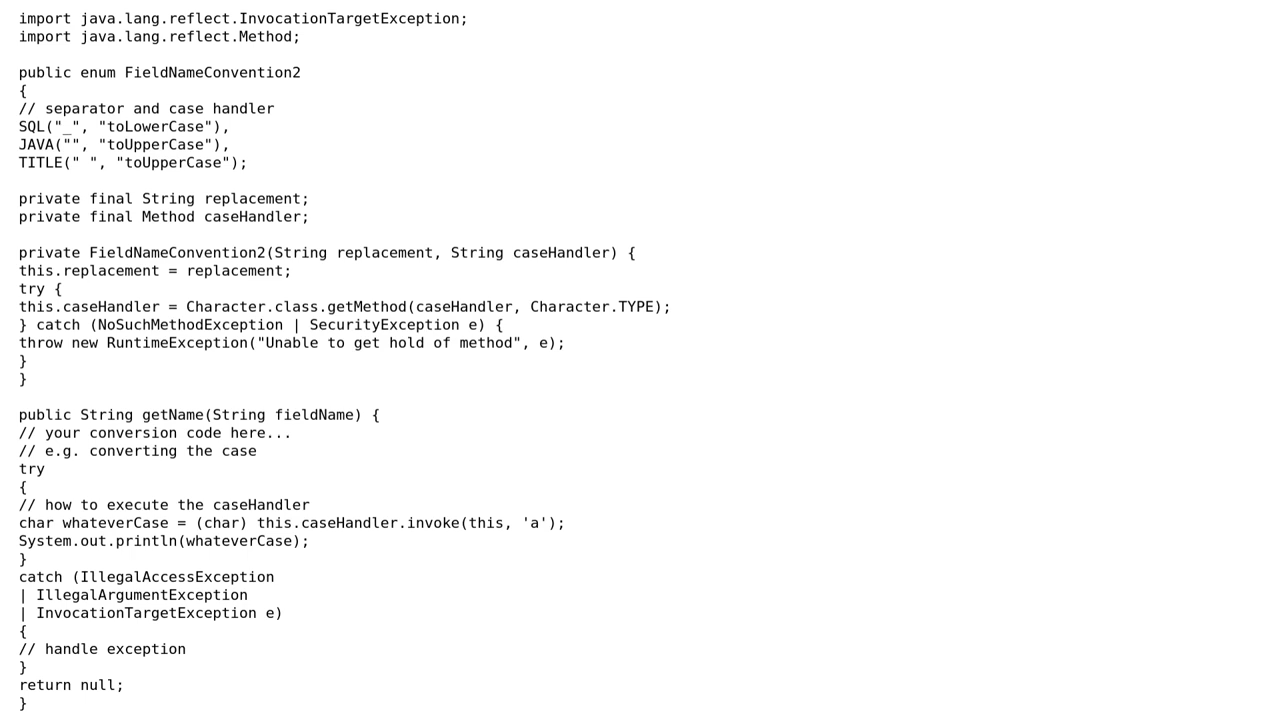 import java.lang.reflect.InvocationTargetException;
import java.lang.reflect.Method;

public enum FieldNameConvention2
{
// separator and case handler
SQL("_", "toLowerCase"),
JAVA("", "toUpperCase"),
TITLE(" ", "toUpperCase");

private final String replacement;
private final Method caseHandler;

private FieldNameConvention2(String replacement, String caseHandler) {
this.replacement = replacement;
try {
this.caseHandler = Character.class.getMethod(caseHandler, Character.TYPE);
} catch (NoSuchMethodException | SecurityException e) {
throw new RuntimeException("Unable to get hold of method", e);
}
}

public String getName(String fieldName) {
// your conversion code here...
// e.g. converting the case
try
{
// how to execute the caseHandler
char whateverCase = (char) this.caseHandler.invoke(this, 'a');
System.out.println(whateverCase);
}
catch (IllegalAccessException
| IllegalArgumentException
| InvocationTargetException e)
{
// handle exception
}
return null;
}